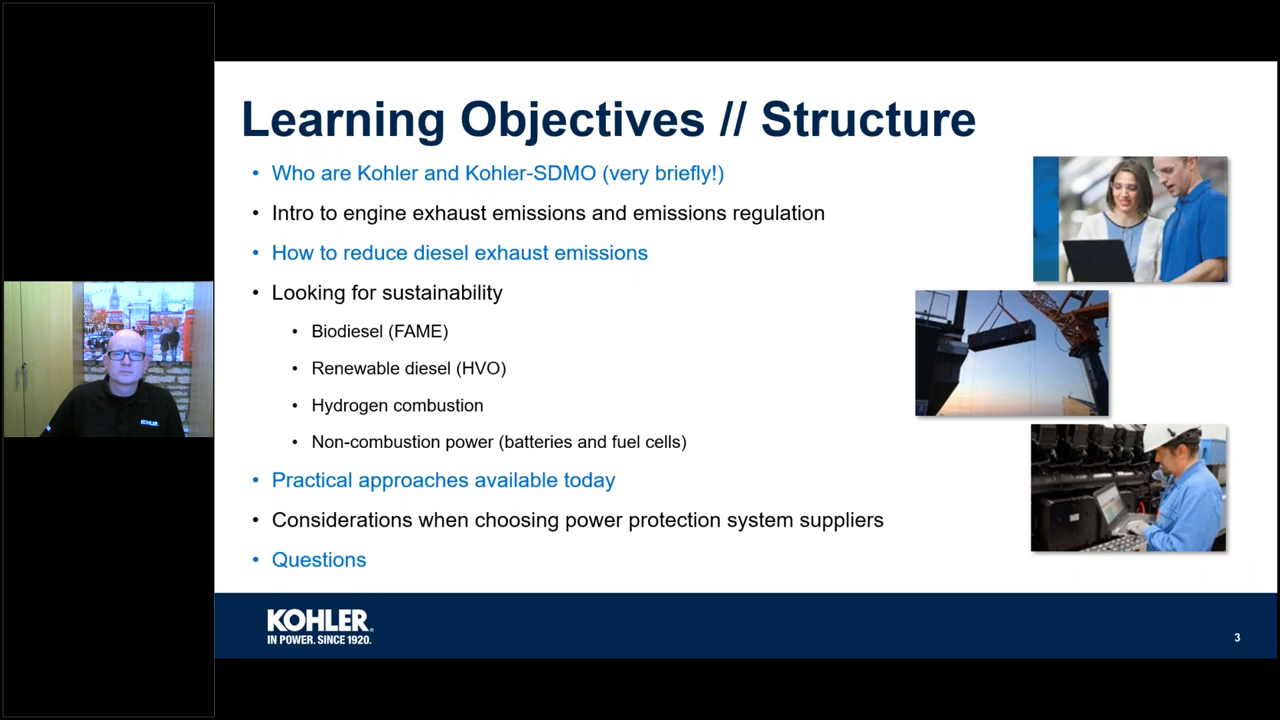 Learning Objectives // Structure
• Who are Kohler and Kohler-SDMO (very briefly!)
• Intro to engine exhaust emissions and emissions regulation
• How to reduce diesel exhaust emissions
• Looking for sustainability
• Biodiesel (FAME)
• Renewable diesel (HVO)
• Hydrogen combustion
• Non-combustion power (batteries and fuel cells)
• Practical approaches available today
• Considerations when choosing power protection system suppliers
• Questions
KOHLER
KOHLER®
IN POWER. SINCE 1920.
3